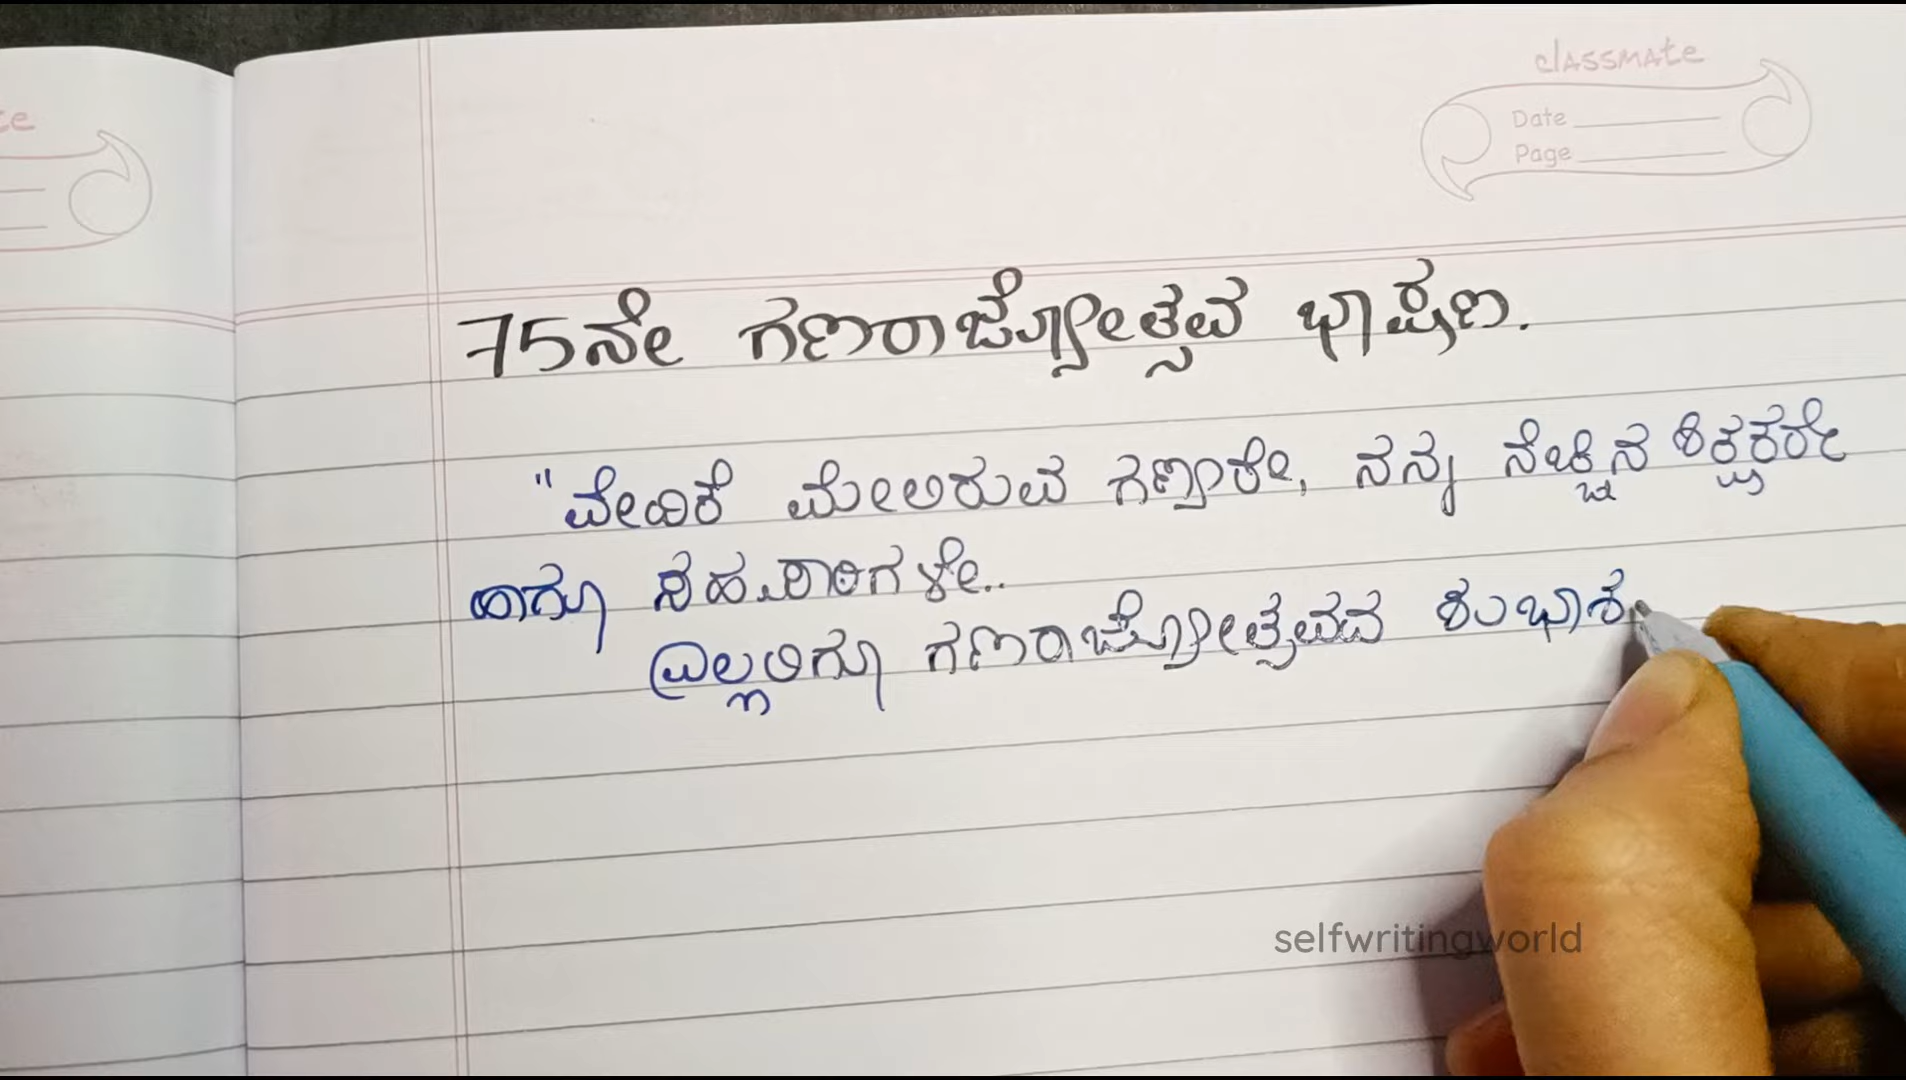 classmate
Date
Page
75ನೇ ಗಣರಾಜ್ಯೋತ್ಸವ ಭಾಷಣ.
"ವೇದಿಕೆ ಮೇಲಿರುವ ಗಣ್ಯರೇ, ನನ್ನ ನೆಚ್ಚಿನ ಶಿಕ್ಷಕರೇ
ಹಾಗೂ ಸಹಪಾಠಿಗಳೇ..
ಎಲ್ಲರಿಗೂ ಗಣರಾಜ್ಯೋತ್ಸವದ ಶುಭಾಶ
selfwritingworld